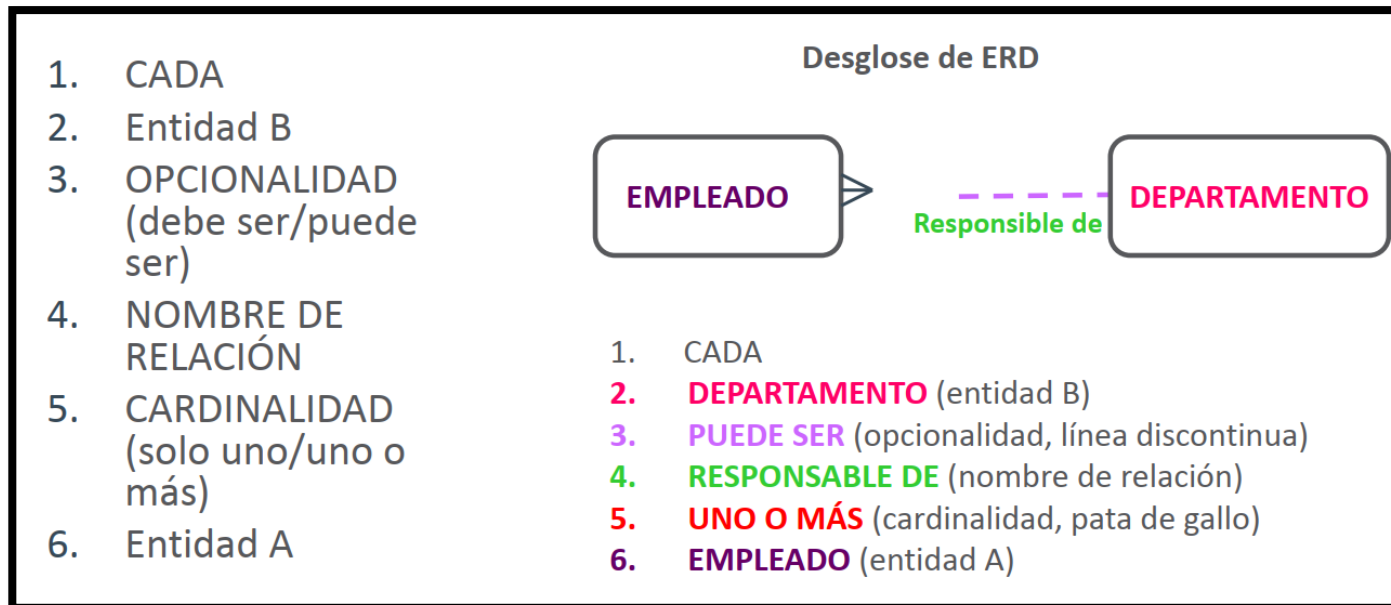 1. CADA
2. Entidad B
3. OPCIONALIDAD
(debe ser/puede
ser)
4. NOMBRE DE
RELACIÓN
5. CARDINALIDAD
(solo uno/uno o
más)
6. Entidad A
Desglose de ERD
EMPLEADO
Responsible de
DEPARTAMENTO
1. CADA
2. DEPARTAMENTO (entidad B)
3. PUEDE SER (opcionalidad, línea discontinua)
4. RESPONSABLE DE (nombre de relación)
5. UNO O MÁS (cardinalidad, pata de gallo)
6. EMPLEADO (entidad A)